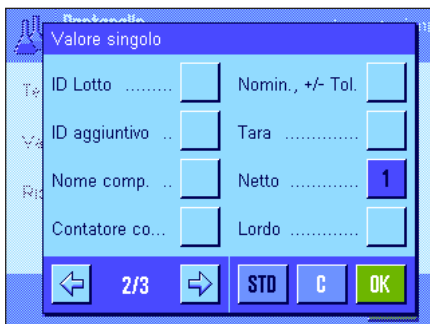 Valore singolo
ID Lotto .........
Nomin., +/- Tol.
ID aggiuntivo ..
Tara .............
Nome comp. ..
Netto ............ 1
Contatore co...
Lordo ............
2/3
STD C OK